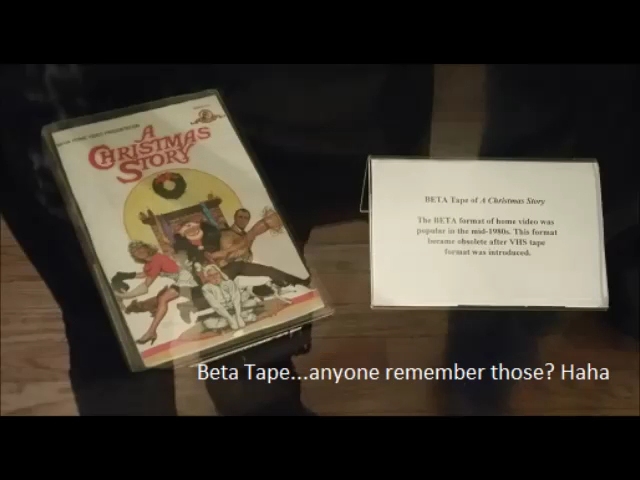 A
CHRISTMAS
STORY
BETA Tape of A Christmas Story
The BETA format of home video was
popular in the mid-1980s. This format
became obsolete after VHS tape
format was introduced.
Beta Tape...anyone remember those? Haha